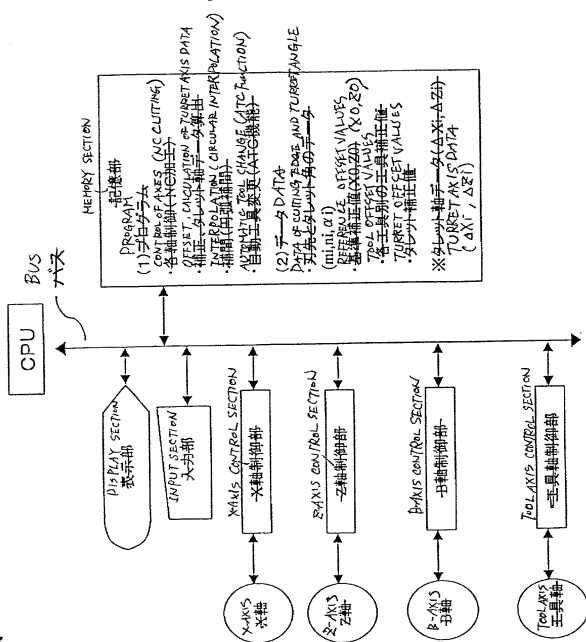 CPU
BUS
バス
MEMORY SECTION
記憶部
PROGRAM
(1)プログラム
CONTROL OF AXES (NC CUTTING)
・各軸制御(NC加工)
OFFSET, CALCULATION OF TURRET AXIS DATA
・補正、タレット軸データ算出
INTERPOLATION (CIRCULAR INTERPOLATION)
・補間(円弧補間)
AUTOMATIC TOOL CHANGE (ATC FUNCTION)
・自動工具変更(ATC機能)
(2)データ DATA
DATA OF CUTTING EDGE AND TURRET ANGLE
・刃先とタレット角のデータ
(mi,ni,αi)
REFERENCE OFFSET VALUES
・基準補正値(X0,Z0) (X0,Z0)
TOOL OFFSET VALUES
・各工具別の工具補正値
TURRET OFFSET VALUES
・タレット補正値
※タレット軸データ(ΔXi,ΔZi)
TURRET AXIS DATA
(ΔXi, ΔZi)
DISPLAY SECTION
表示部
INPUT SECTION
入力部
X-AXIS CONTROL SECTION
X軸制御部
Z-AXIS CONTROL SECTION
Z軸制御部
B-AXIS CONTROL SECTION
B軸制御部
TOOL AXIS CONTROL SECTION
工具軸制御部
X-AXIS
X軸
Z-AXIS
Z軸
B-AXIS
B軸
TOOL AXIS
工具軸